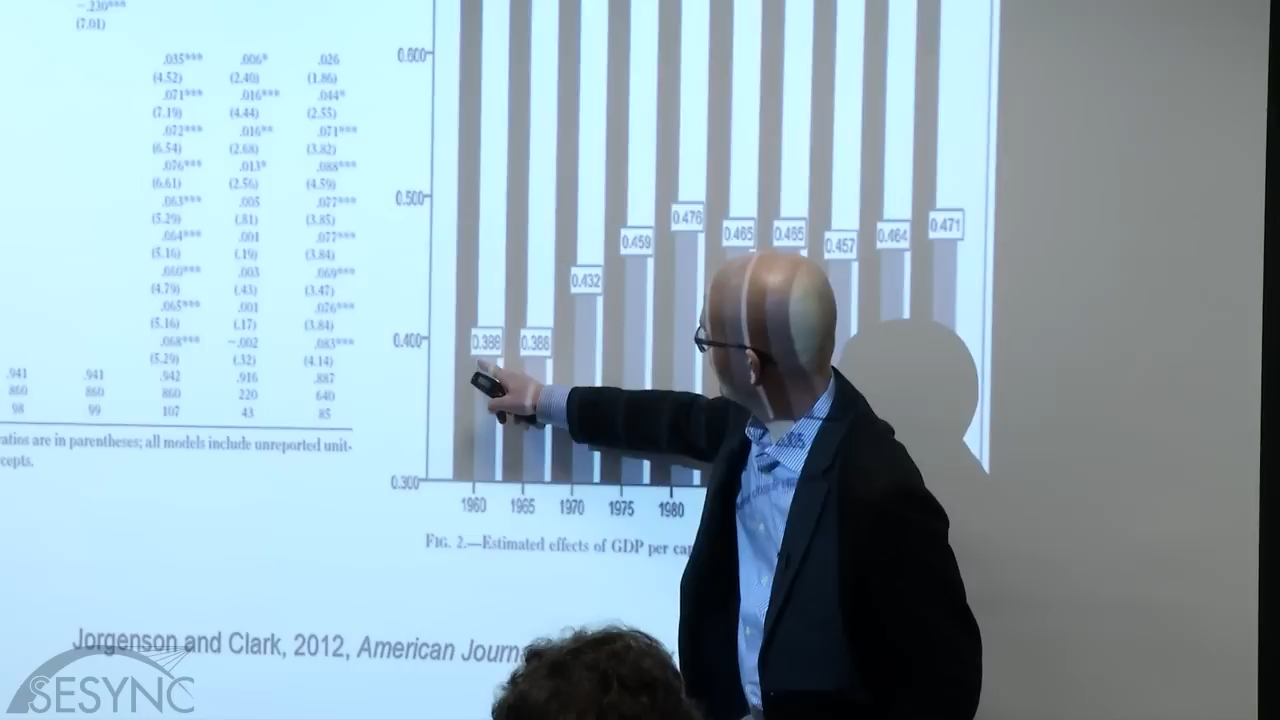 -.230***
(7.01)
.035*** .006* .026
(4.52) (2.40) (1.86)
.071*** .016*** .044*
(7.19) (4.44) (2.55)
.072*** .016** .071***
(6.54) (2.68) (3.82)
.076*** .013* .088***
(6.61) (2.56) (4.59)
.063*** .005 .077***
(5.29) (.81) (3.85)
.064*** .001 .077***
(5.16) (.19) (3.84)
.060*** .003 .069***
(4.79) (.43) (3.47)
.065*** .001 .076***
(5.16) (.17) (3.84)
.068*** -.002 .083***
(5.29) (.32) (4.14)
.941 .941 .942 .916 .887
860 860 860 220 640
98 99 107 43 85
ratios are in parentheses; all models include unreported unit-
cepts.
0.600
0.500
0.400
0.300
0.388 0.388 0.432 0.459 0.476 0.465 0.465 0.457 0.464 0.471
1960 1965 1970 1975 1980
FIG. 2.—Estimated effects of GDP per ca
Jorgenson and Clark, 2012, American Journa
SESYNC